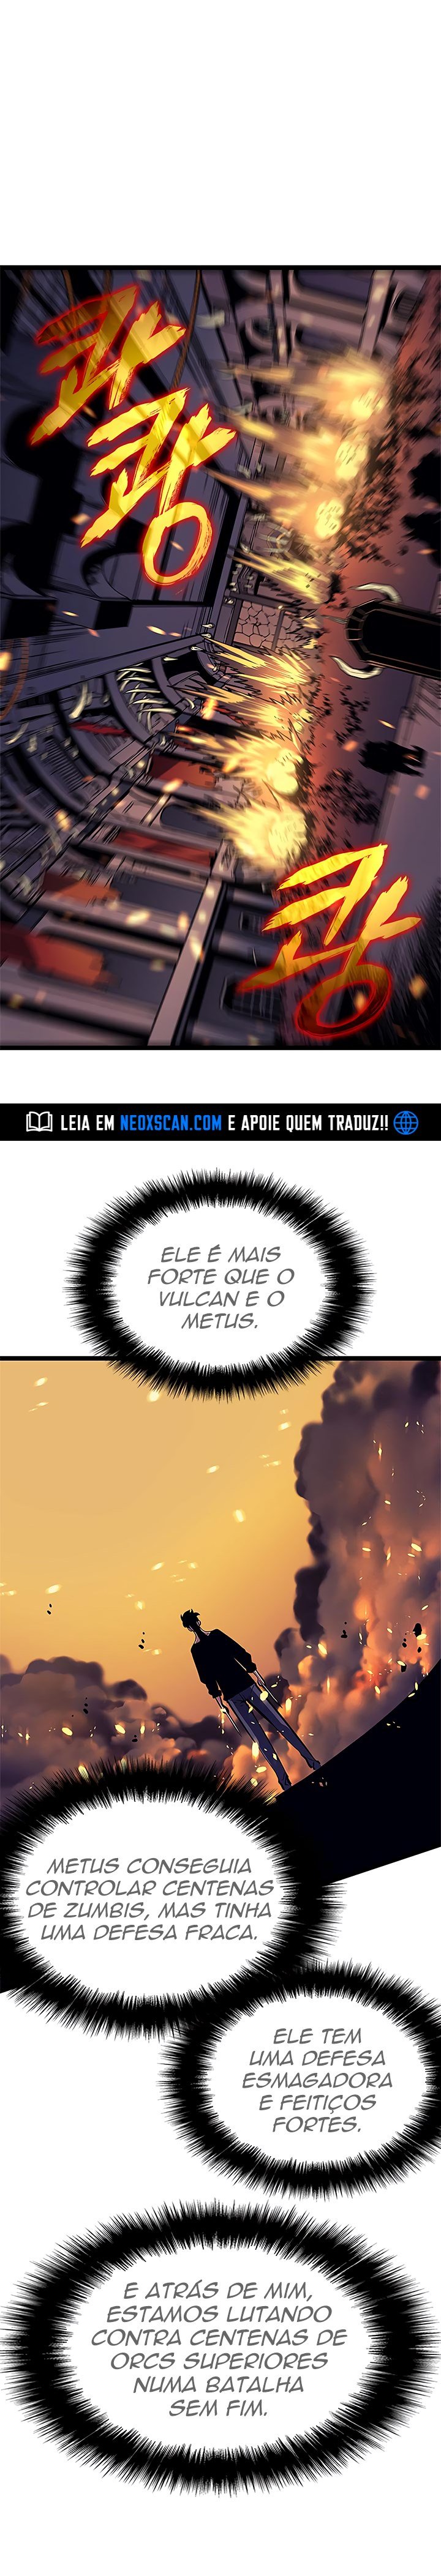 콰
쾅
쾅
LEIA EM NEOXSCAN.COM E APOIE QUEM TRADUZ!!
ELE É MAIS
FORTE QUE O
VULCAN E O
METUS.
METUS CONSEGUIA
CONTROLAR CENTENAS
DE ZUMBIS, MAS TINHA
UMA DEFESA FRACA.
ELE TEM
UMA DEFESA
ESMAGADORA
E FEITIÇOS
FORTES.
E ATRÁS DE MIM,
ESTAMOS LUTANDO
CONTRA CENTENAS DE
ORCS SUPERIORES
NUMA BATALHA
SEM FIM.